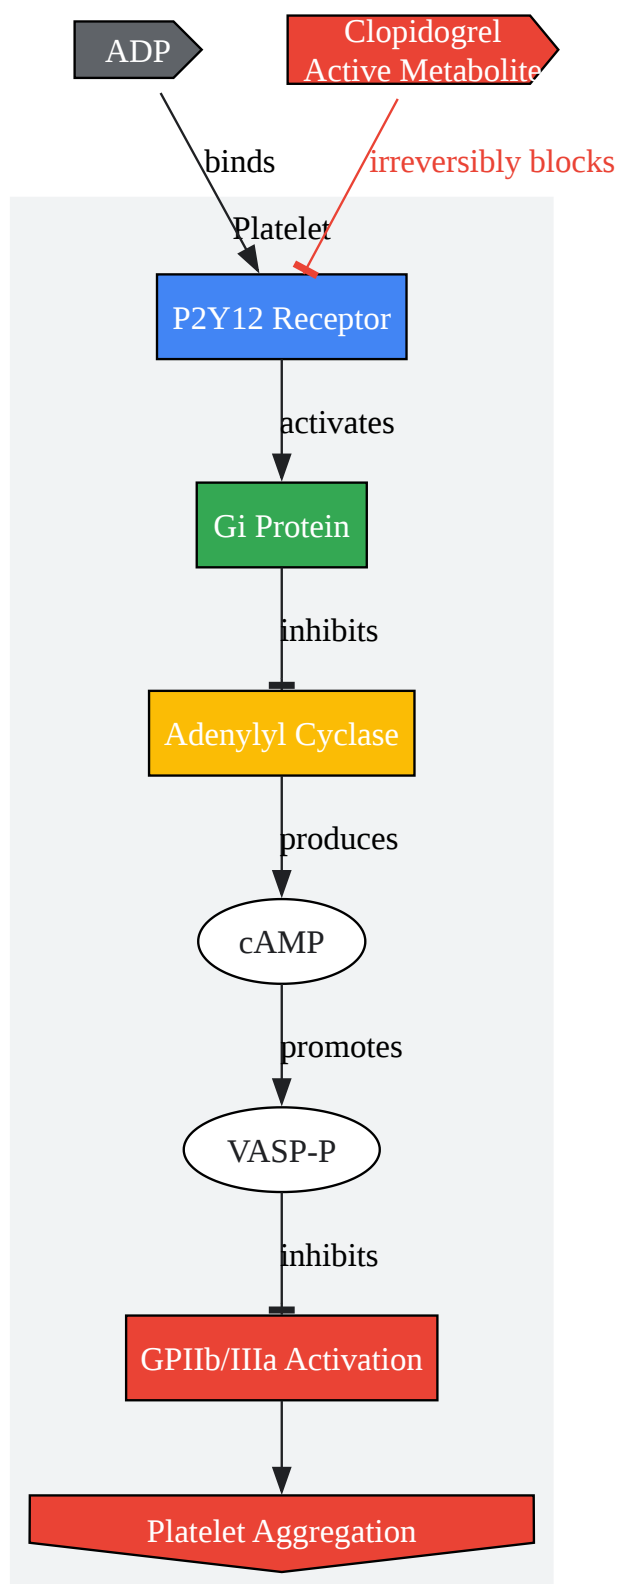 ADP
Clopidogrel
Active Metabolite
binds
irreversibly blocks
Platelet
P2Y12 Receptor
activates
Gi Protein
inhibits
Adenylyl Cyclase
produces
cAMP
promotes
VASP-P
inhibits
GPIIb/IIIa Activation
Platelet Aggregation